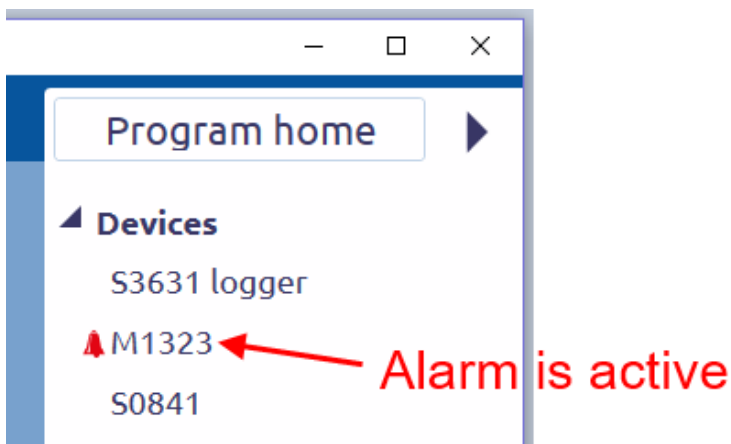 Program home
Devices
S3631 logger
M1323
Alarm is active
S0841